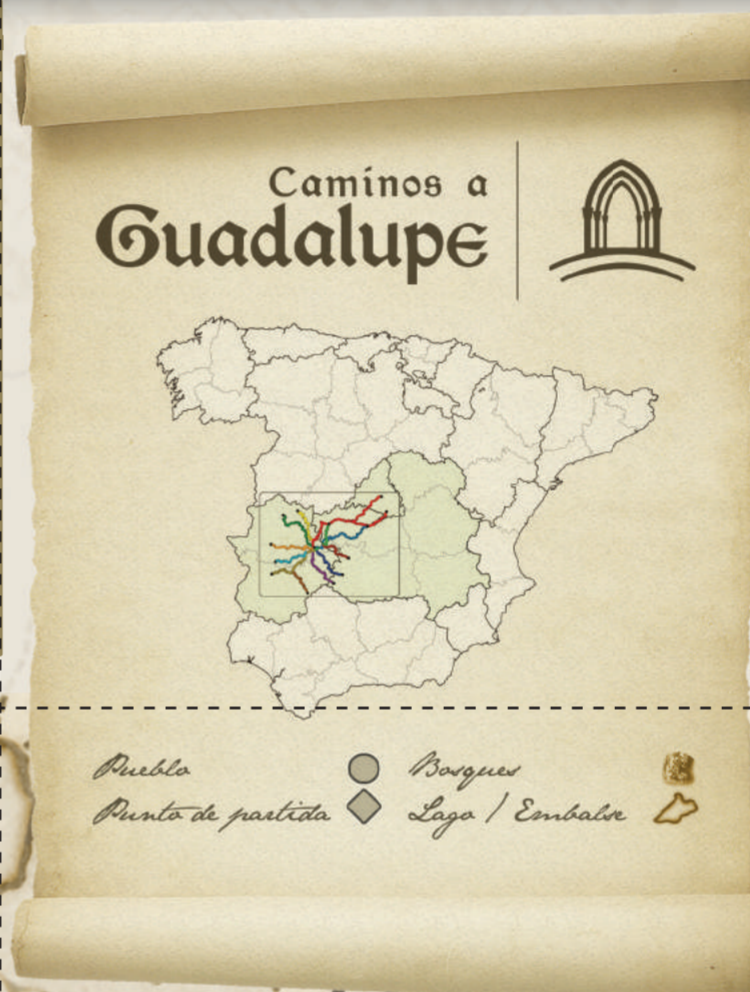 Caminos a
Guadalupe
Pueblo
Bosques
Punto de partida
Lago / Embalse